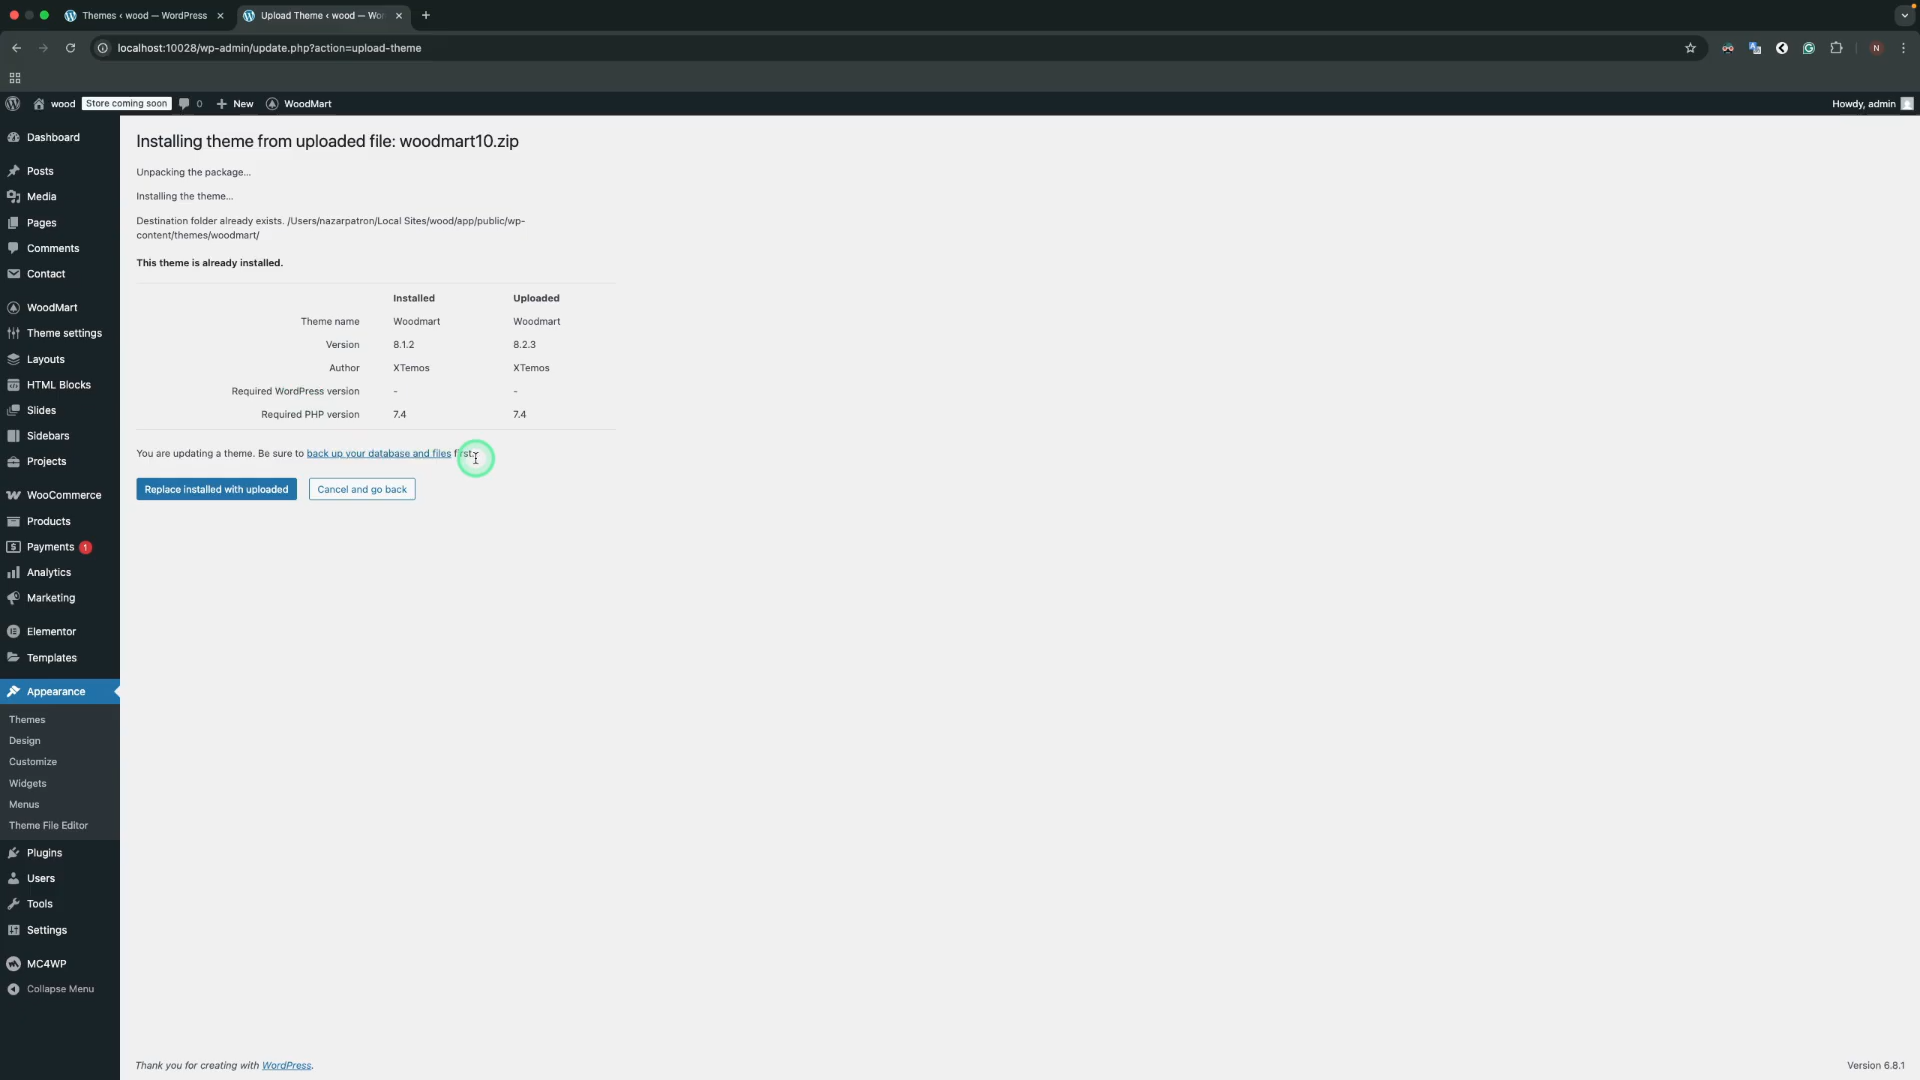 Themes ‹ wood — WordPress
Upload Theme ‹ wood — Wo
localhost:10028/wp-admin/update.php?action=upload-theme
N
wood
Store coming soon
0
New
WoodMart
Howdy, admin
Dashboard
Posts
Media
Pages
Comments
Contact
WoodMart
Theme settings
Layouts
HTML Blocks
Slides
Sidebars
Projects
WooCommerce
Products
Payments 1
Analytics
Marketing
Elementor
Templates
Appearance
Themes
Design
Customize
Widgets
Menus
Theme File Editor
Plugins
Users
Tools
Settings
MC4WP
Collapse Menu
Installing theme from uploaded file: woodmart10.zip
Unpacking the package…
Installing the theme…
Destination folder already exists. /Users/nazarpatron/Local Sites/wood/app/public/wp-
content/themes/woodmart/
This theme is already installed.
Installed Uploaded
Theme name Woodmart Woodmart
Version 8.1.2 8.2.3
Author XTemos XTemos
Required WordPress version - -
Required PHP version 7.4 7.4
You are updating a theme. Be sure to back up your database and files first.
Replace installed with uploaded
Cancel and go back
Thank you for creating with WordPress.
Version 6.8.1